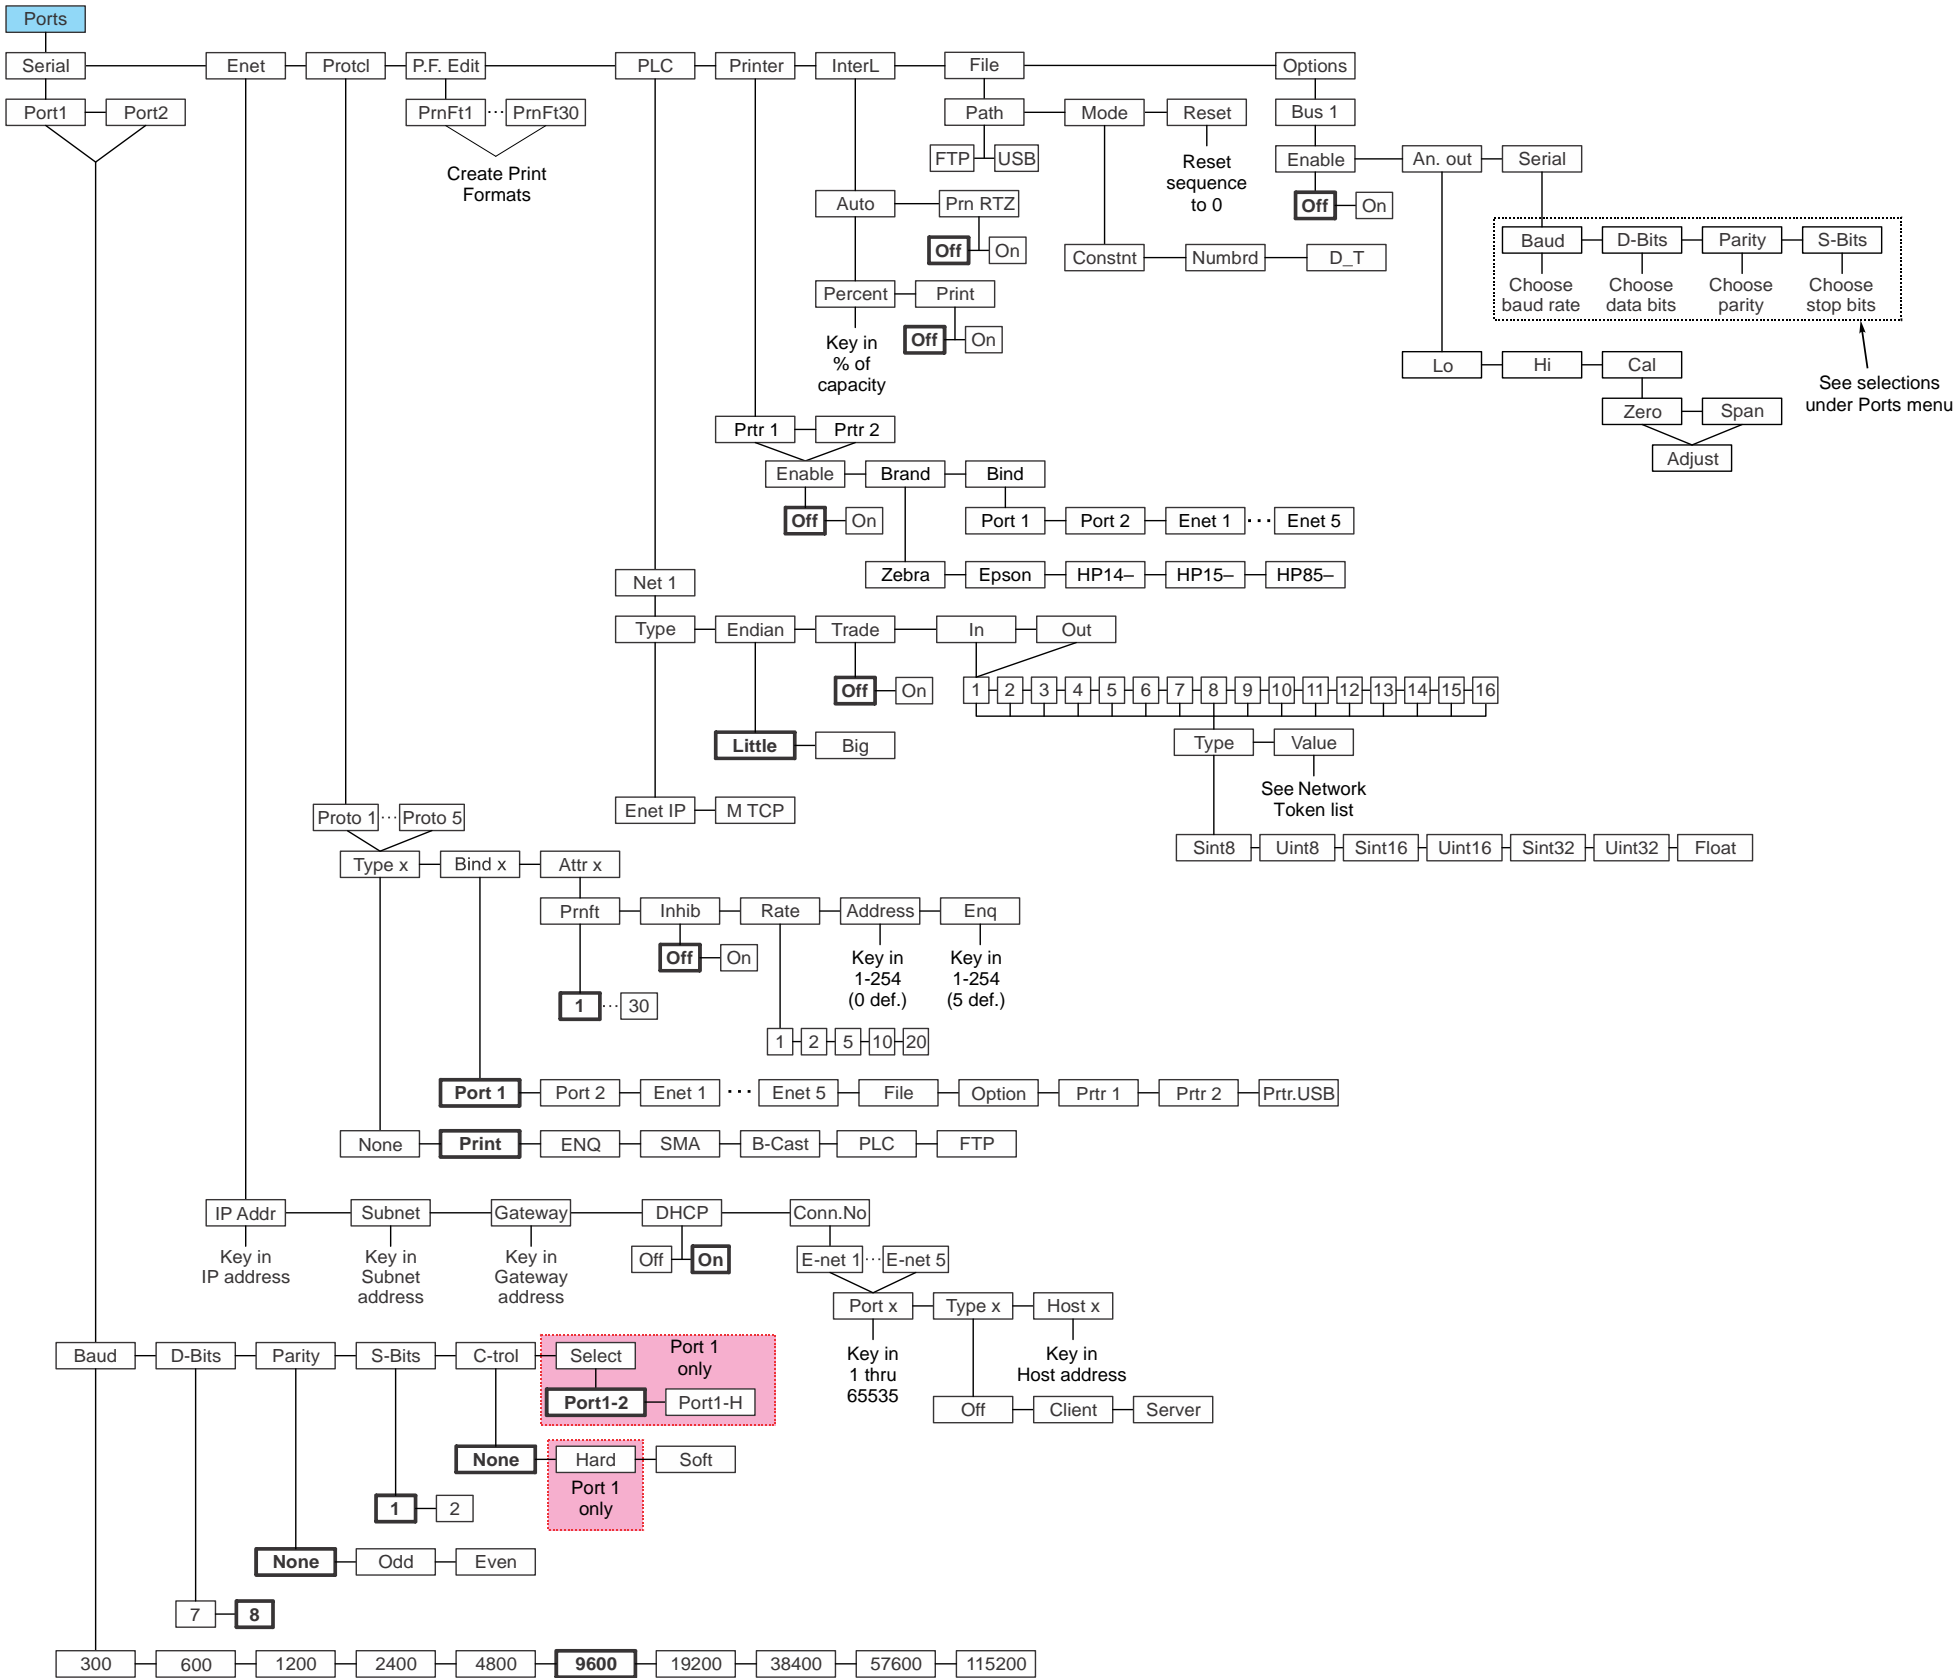 Ports
Serial Enet Protcl P.F. Edit PLC Printer InterL File Options
Port1 Port2 PrnFt1 ··· PrnFt30 Path Mode Reset Bus 1
Create Print
Formats
FTP USB
Reset
sequence
to 0
Enable An. out Serial
Off On
Auto Prn RTZ
Off On
Baud D-Bits Parity S-Bits
Choose
baud rate
Choose
data bits
Choose
parity
Choose
stop bits
Constnt Numbrd D_T
Percent Print
Off On
Key in
% of
capacity
Lo Hi Cal
See selections
under Ports menu
Zero Span
Adjust
Prtr 1 Prtr 2
Enable Brand Bind
Off On
Port 1 Port 2 Enet 1 ··· Enet 5
Zebra Epson HP14– HP15– HP85–
Net 1
Type Endian Trade In Out
Off On
1 2 3 4 5 6 7 8 9 10 11 12 13 14 15 16
Little Big
Type Value
See Network
Token list
Enet IP M TCP
Proto 1 ··· Proto 5
Sint8 Uint8 Sint16 Uint16 Sint32 Uint32 Float
Type x Bind x Attr x
Prnft Inhib Rate Address Enq
Off On
Key in
1-254
(0 def.)
Key in
1-254
(5 def.)
1 ··· 30
1 2 5 10 20
Port 1 Port 2 Enet 1 ··· Enet 5 File Option Prtr 1 Prtr 2 Prtr.USB
None Print ENQ SMA B-Cast PLC FTP
IP Addr Subnet Gateway DHCP Conn.No
Key in
IP address
Key in
Subnet
address
Key in
Gateway
address
Off On
E-net 1 ··· E-net 5
Port x Type x Host x
Key in
1 thru
65535
Key in
Host address
Off Client Server
Baud D-Bits Parity S-Bits C-trol Select
Port 1
only
Port1-2 Port1-H
None Hard Soft
Port 1
only
1 2
None Odd Even
7 8
300 600 1200 2400 4800 9600 19200 38400 57600 115200